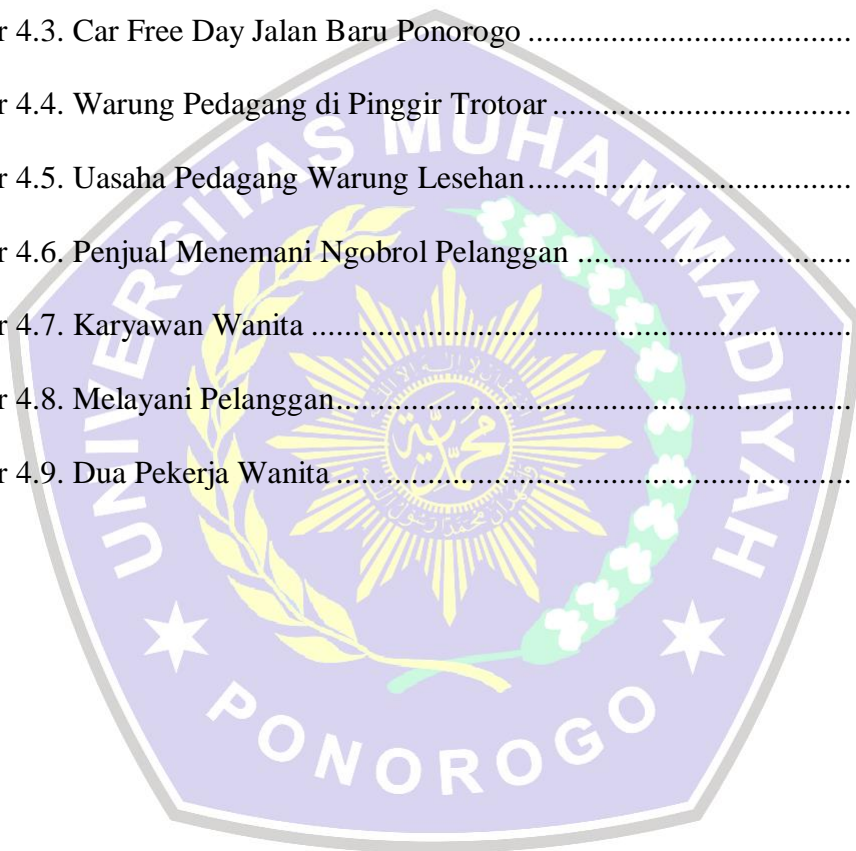 r 4.3. Car Free Day Jalan Baru Ponorogo ....................................
r 4.4. Warung Pedagang di Pinggir Trotoar ..................................
r 4.5. Uasaha Pedagang Warung Lesehan .....................................
r 4.6. Penjual Menemani Ngobrol Pelanggan ...............................
r 4.7. Karyawan Wanita .............................................................
r 4.8. Melayani Pelanggan ..........................................................
r 4.9. Dua Pekerja Wanita ..........................................................
UNIVERSITAS MUHAMMADIYAH
PONOROGO